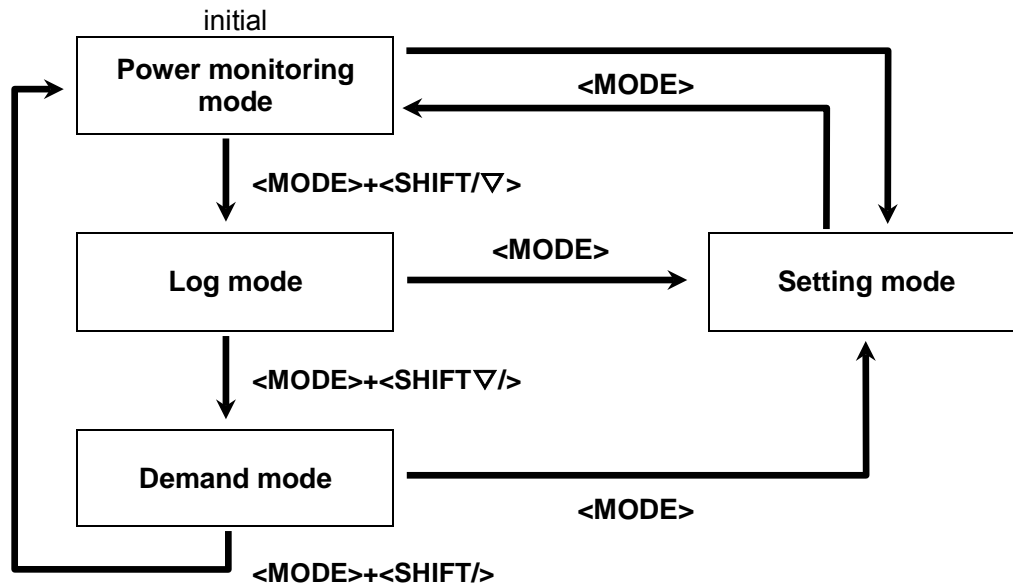 initial
Power monitoring
mode
<MODE>
<MODE>+<SHIFT/▽>
<MODE>
Log mode
Setting mode
<MODE>+<SHIFT▽/>
Demand mode
<MODE>
<MODE>+<SHIFT/>